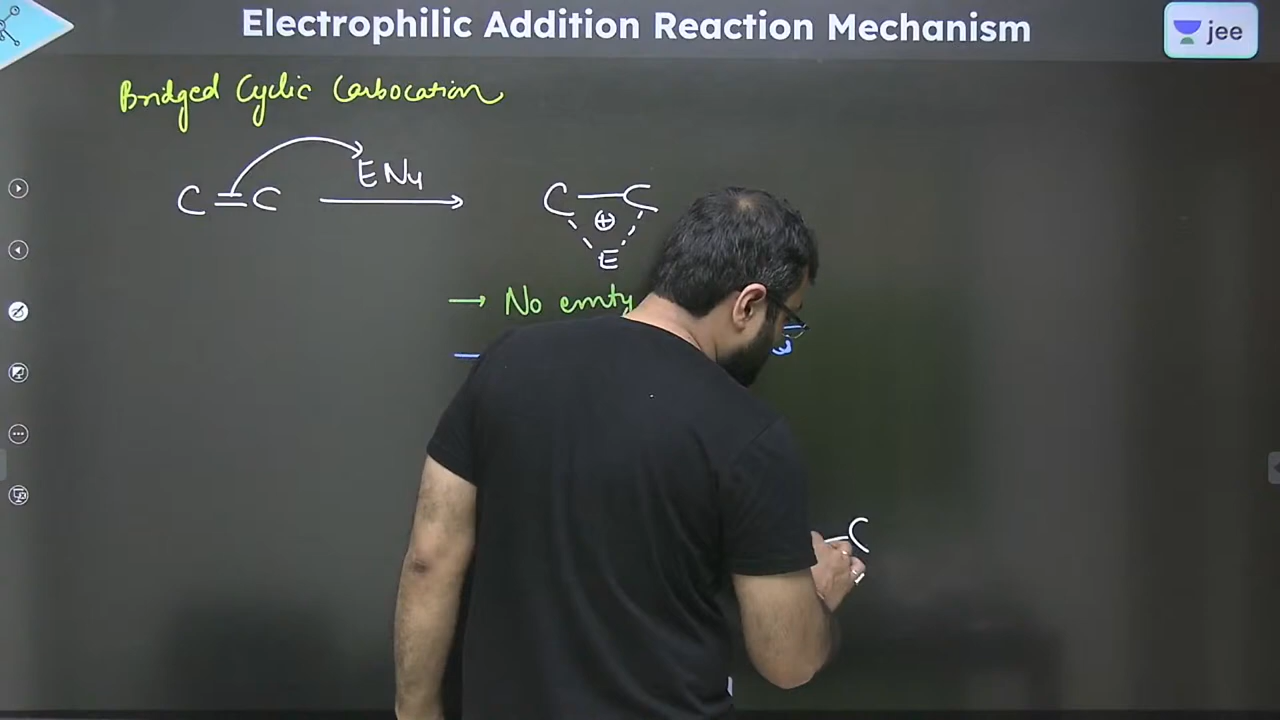 Electrophilic Addition Reaction Mechanism
jee
Bridged Cyclic Carbocation
C = C
ENu
C — C
⊕
E
→ No emty
C